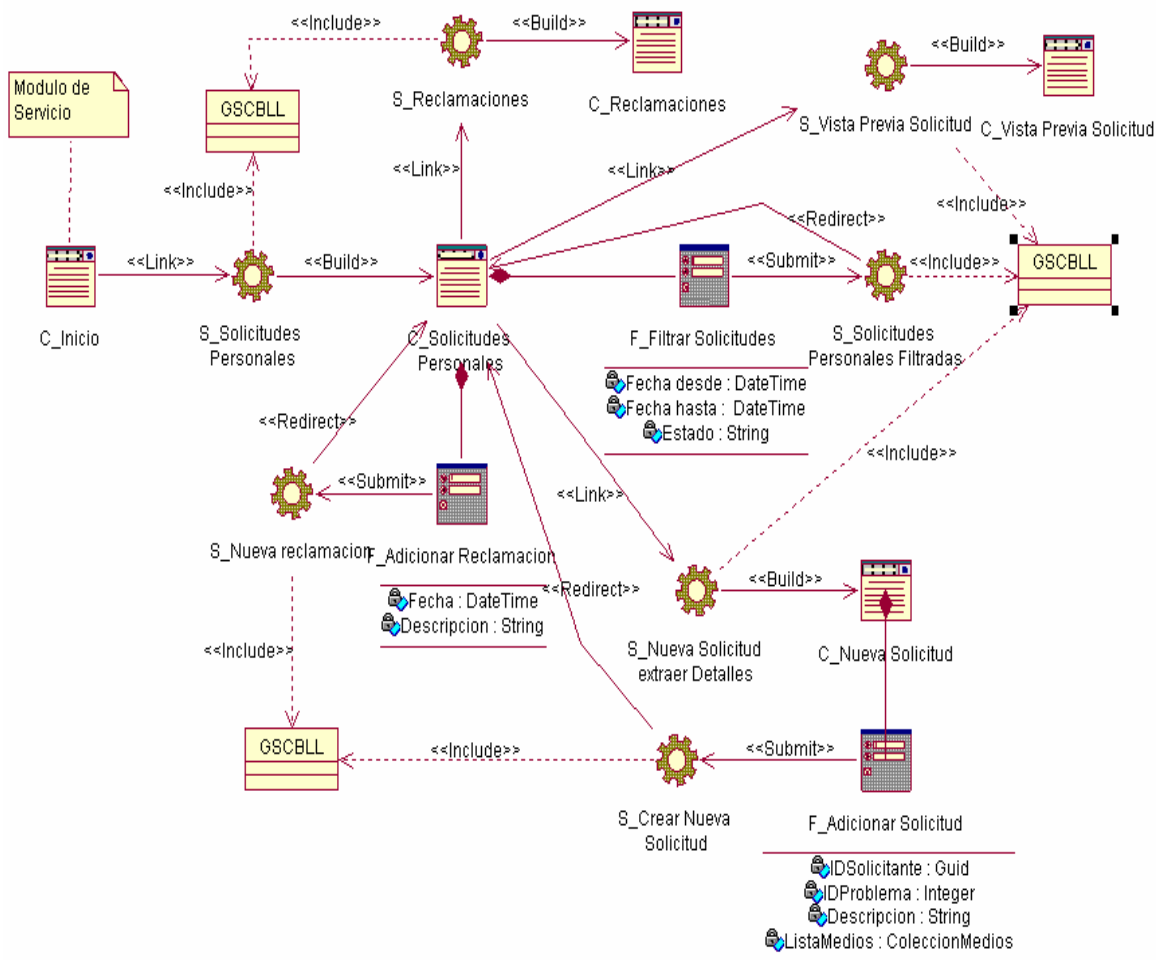 <<Include>>
<<Build>>
<<Build>>
Modulo de
Servicio
GSCBLL
S_Reclamaciones
C_Reclamaciones
S_Vista Previa Solicitud
C_Vista Previa Solicitud
<<Link>>
<<Link>>
<<Include>>
<<Include>>
<<Redirect>>
<<Link>>
<<Build>>
<<Submit>>
<<Include>>
GSCBLL
C_Inicio
S_Solicitudes
Personales
C_Solicitudes
Personales
F_Filtrar Solicitudes
S_Solicitudes
Personales Filtradas
Fecha desde : DateTime
Fecha hasta : DateTime
Estado : String
<<Redirect>>
<<Include>>
<<Submit>>
<<Link>>
S_Nueva reclamacion
F_Adicionar Reclamacion
<<Redirect>>
<<Build>>
Fecha : DateTime
Descripcion : String
<<Include>>
S_Nueva Solicitud
extraer Detalles
C_Nueva Solicitud
GSCBLL
<<Include>>
<<Submit>>
S_Crear Nueva
Solicitud
F_Adicionar Solicitud
IDSolicitante : Guid
IDProblema : Integer
Descripcion : String
ListaMedios : ColeccionMedios